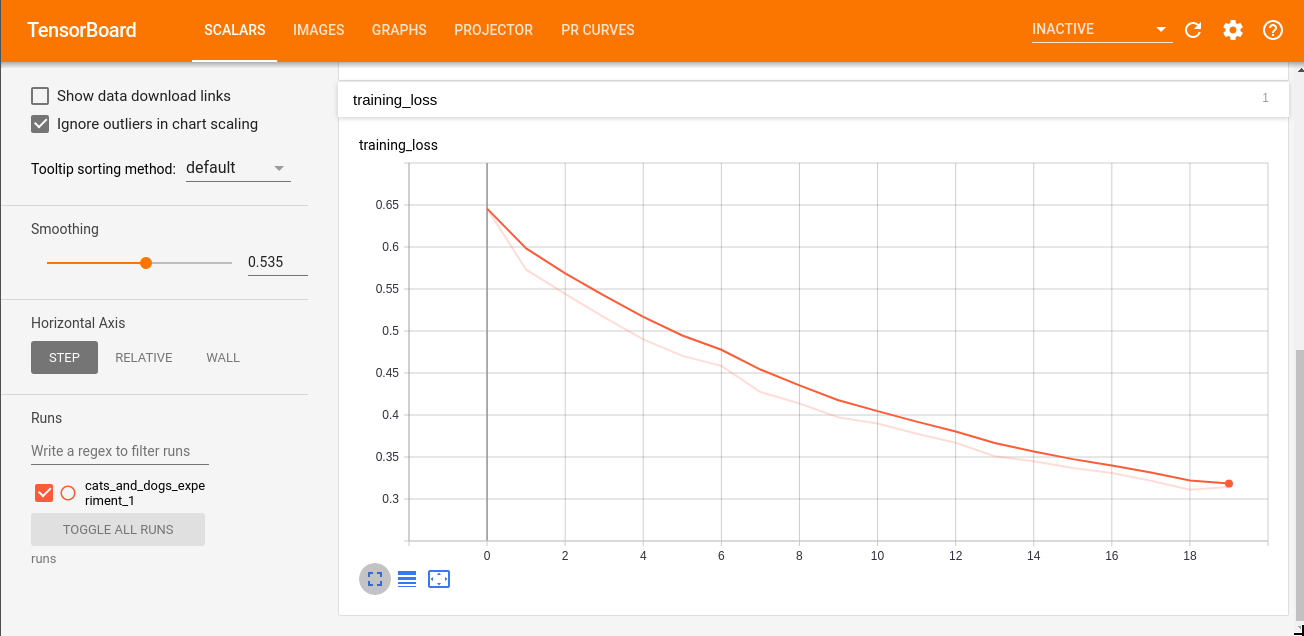 TensorBoard
SCALARS IMAGES GRAPHS PROJECTOR PR CURVES
INACTIVE
Show data download links
Ignore outliers in chart scaling
Tooltip sorting method: default
Smoothing
0.535
Horizontal Axis
STEP RELATIVE WALL
Runs
Write a regex to filter runs
cats_and_dogs_expe
riment_1
TOGGLE ALL RUNS
runs
training_loss 1
training_loss
0.65
0.6
0.55
0.5
0.45
0.4
0.35
0.3
0 2 4 6 8 10 12 14 16 18